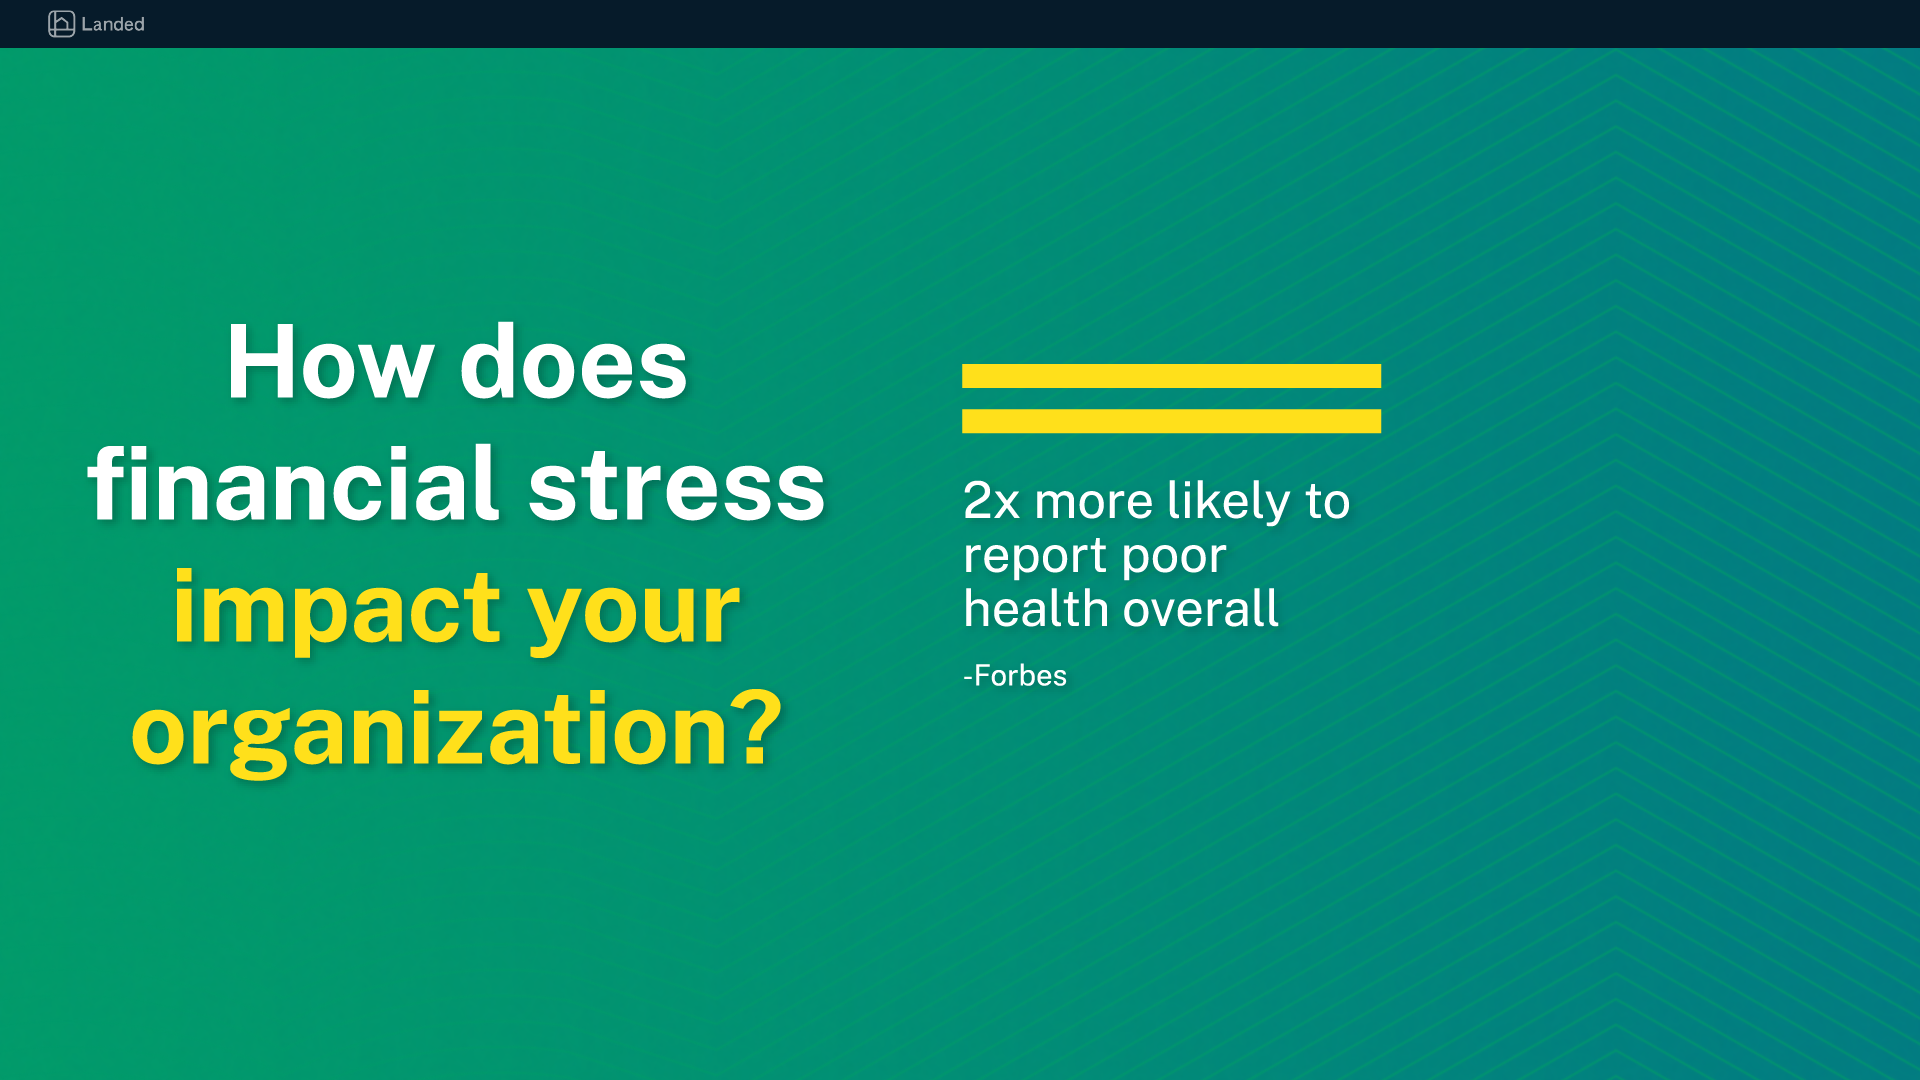 Landed
How does
financial stress
impact your
organization?
2x more likely to
report poor
health overall
-Forbes